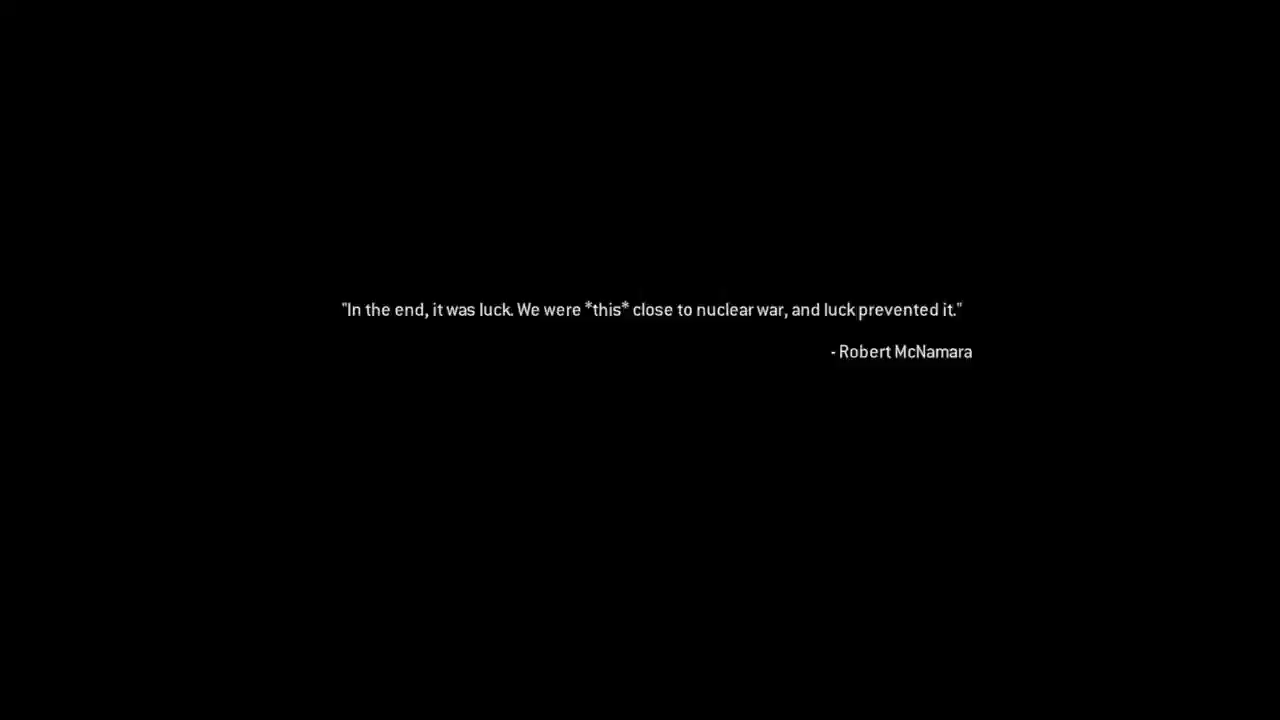 "In the end, it was luck. We were *this* close to nuclear war, and luck prevented it."
- Robert McNamara